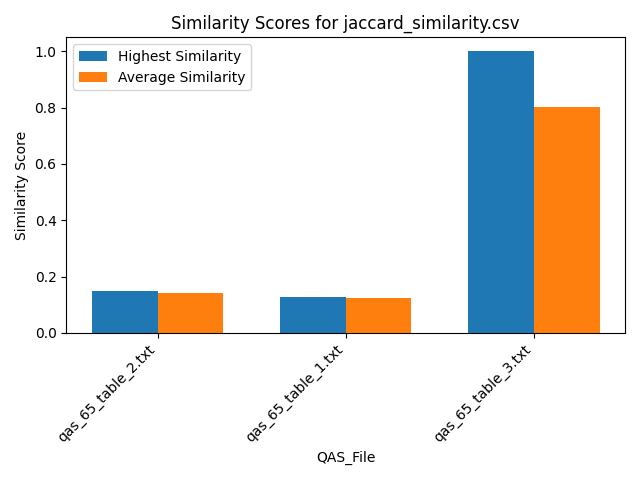 Similarity Scores for jaccard_similarity.csv
Highest Similarity
Average Similarity
Similarity Score
1.0
0.8
0.6
0.4
0.2
0.0
qas_65_table_2.txt
qas_65_table_1.txt
qas_65_table_3.txt
QAS_File